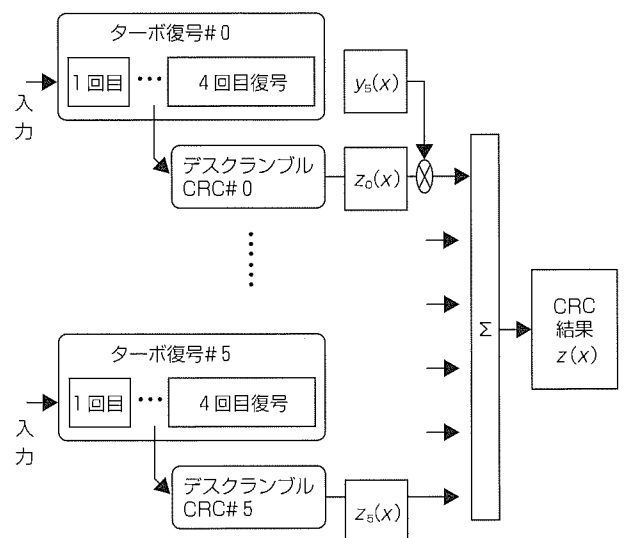 ターボ復号#0
1回目
…
4回目復号
入力
y₅(x)
デスクランブル
CRC#0
z₀(x)
Σ
CRC
結果
z(x)
ターボ復号#5
1回目
…
4回目復号
入力
デスクランブル
CRC#5
z₅(x)